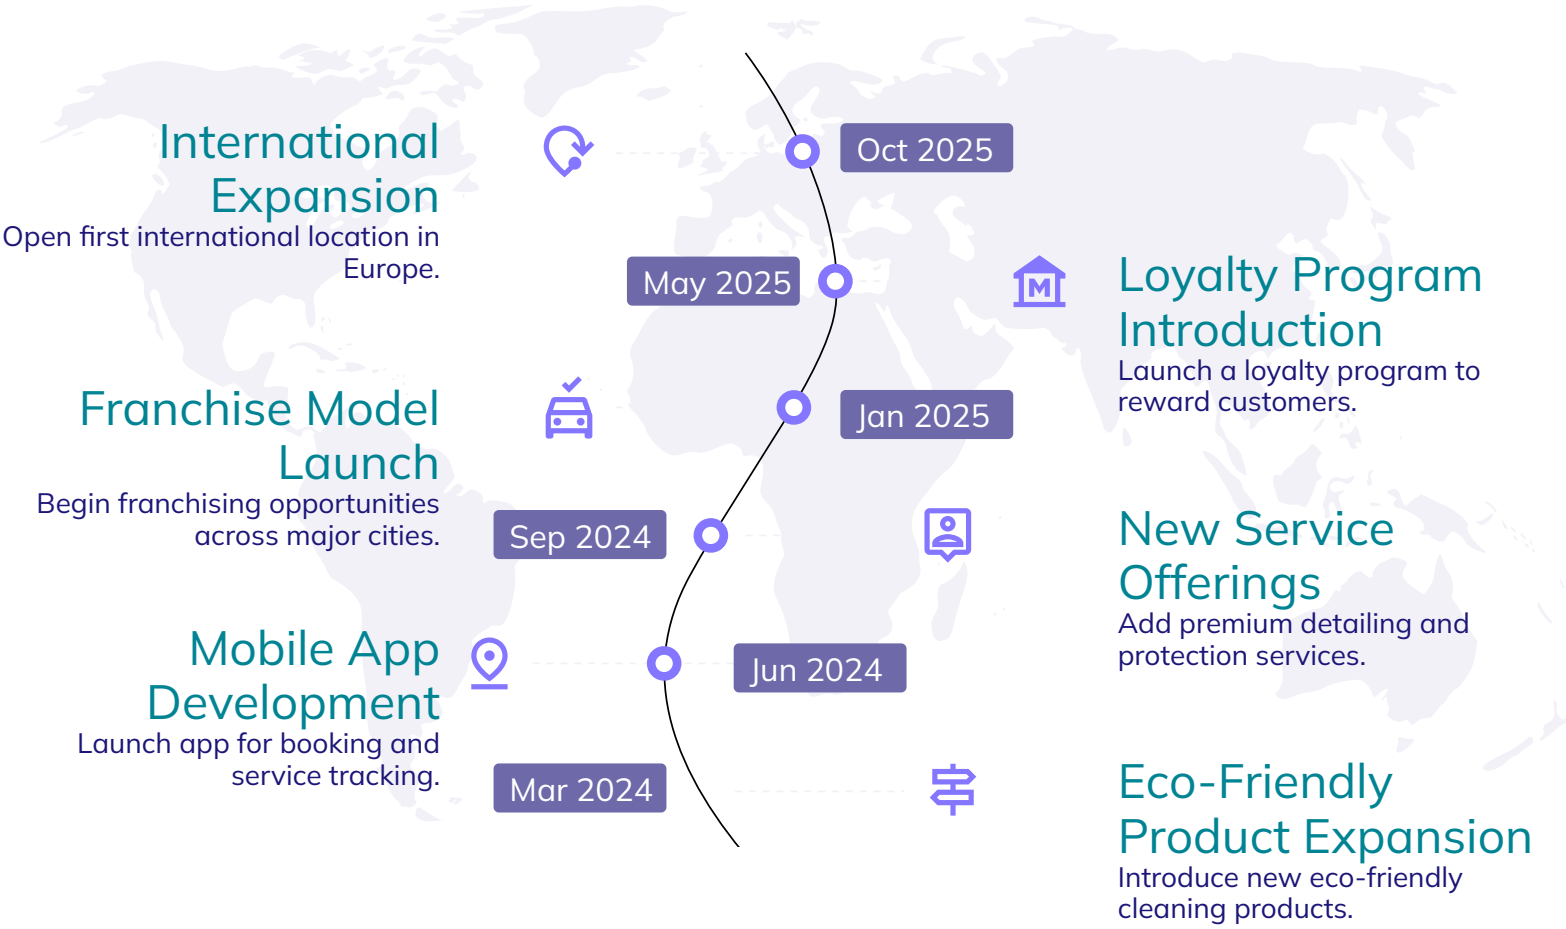 International
Expansion
Open first international location in
Europe.
Oct 2025
May 2025
Loyalty Program
Introduction
Launch a loyalty program to
reward customers.
Franchise Model
Launch
Begin franchising opportunities
across major cities.
Jan 2025
Sep 2024
New Service
Offerings
Add premium detailing and
protection services.
Mobile App
Development
Launch app for booking and
service tracking.
Jun 2024
Mar 2024
Eco-Friendly
Product Expansion
Introduce new eco-friendly
cleaning products.